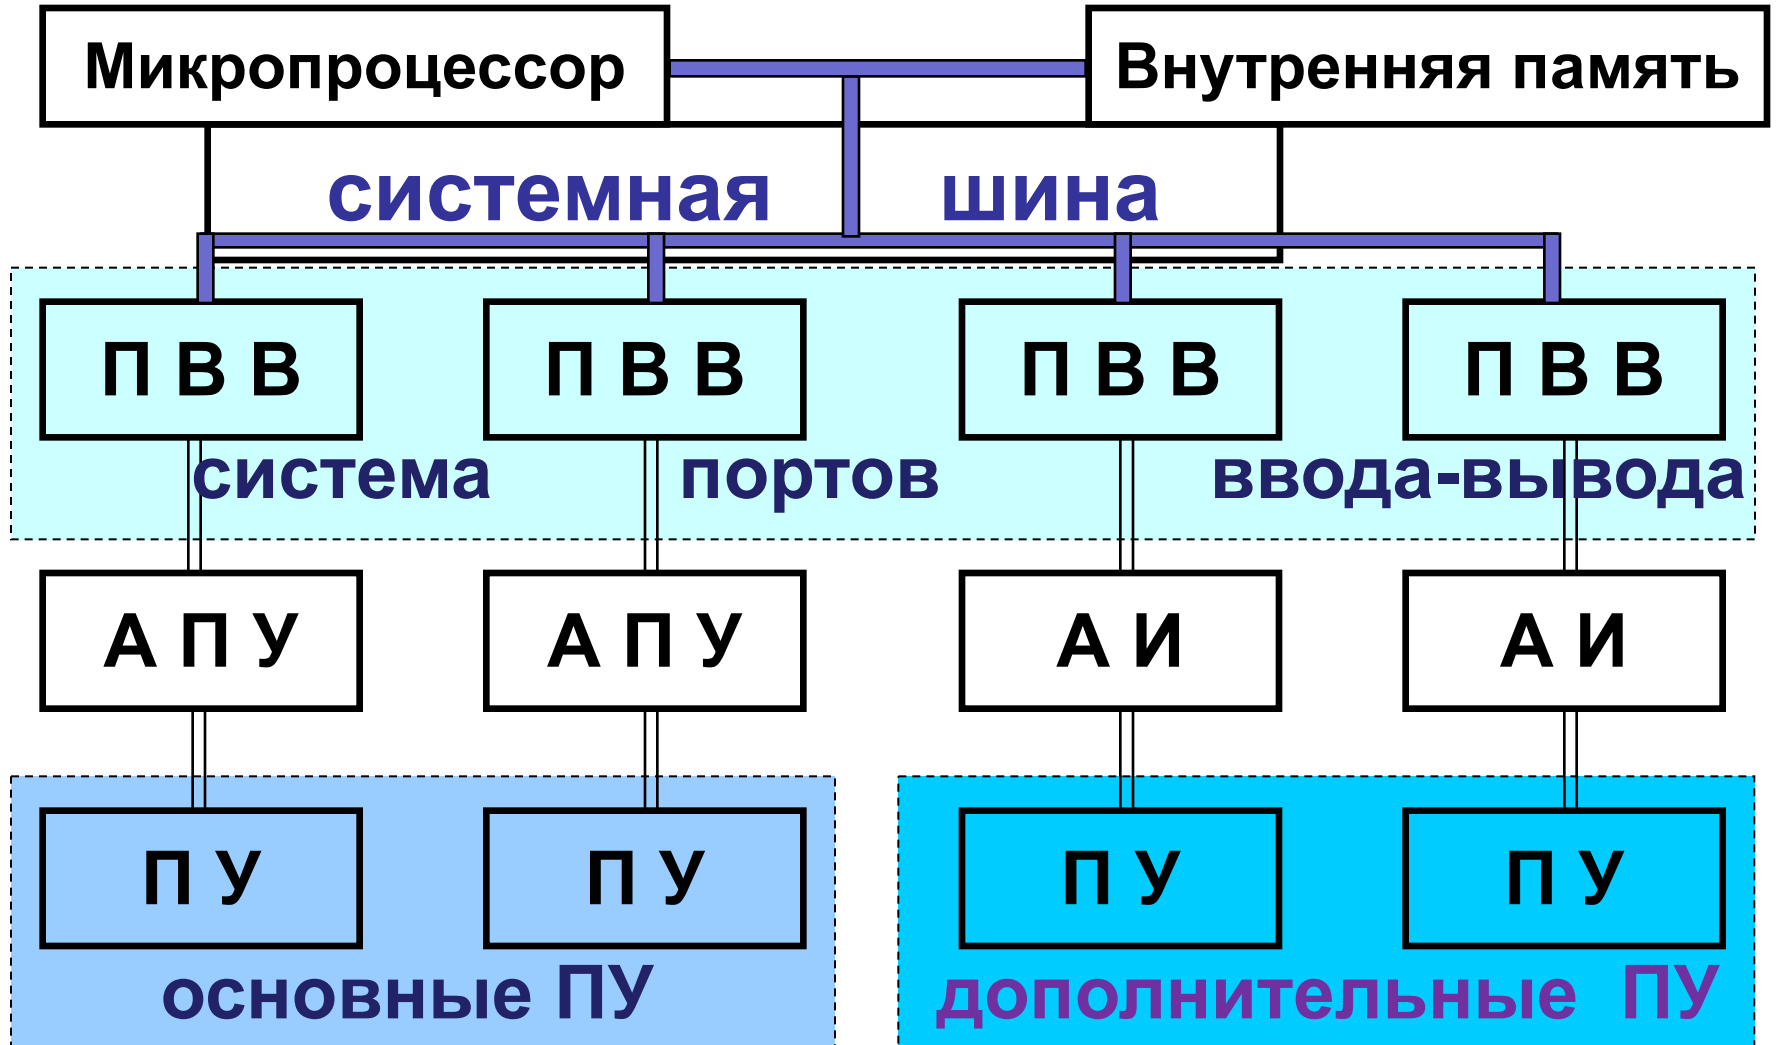 Микропроцессор Внутренняя память
системная шина
П В В П В В П В В П В В
система портов ввода-вывода
А П У А П У А И А И
П У П У П У П У
основные ПУ дополнительные ПУ